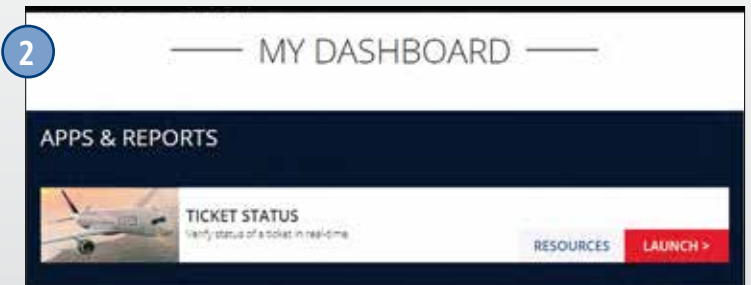 2
MY DASHBOARD
APPS & REPORTS
TICKET STATUS
Verify status of a ticket in real-time
RESOURCES
LAUNCH >